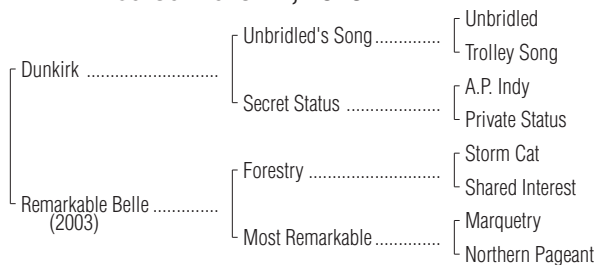 Unbridled
Unbridled's Song..............
Trolley Song
Dunkirk ............................
A.P. Indy
Secret Status ....................
Private Status
Storm Cat
Forestry ............................
Shared Interest
Remarkable Belle..............
(2003)
Marquetry
Most Remarkable..............
Northern Pageant